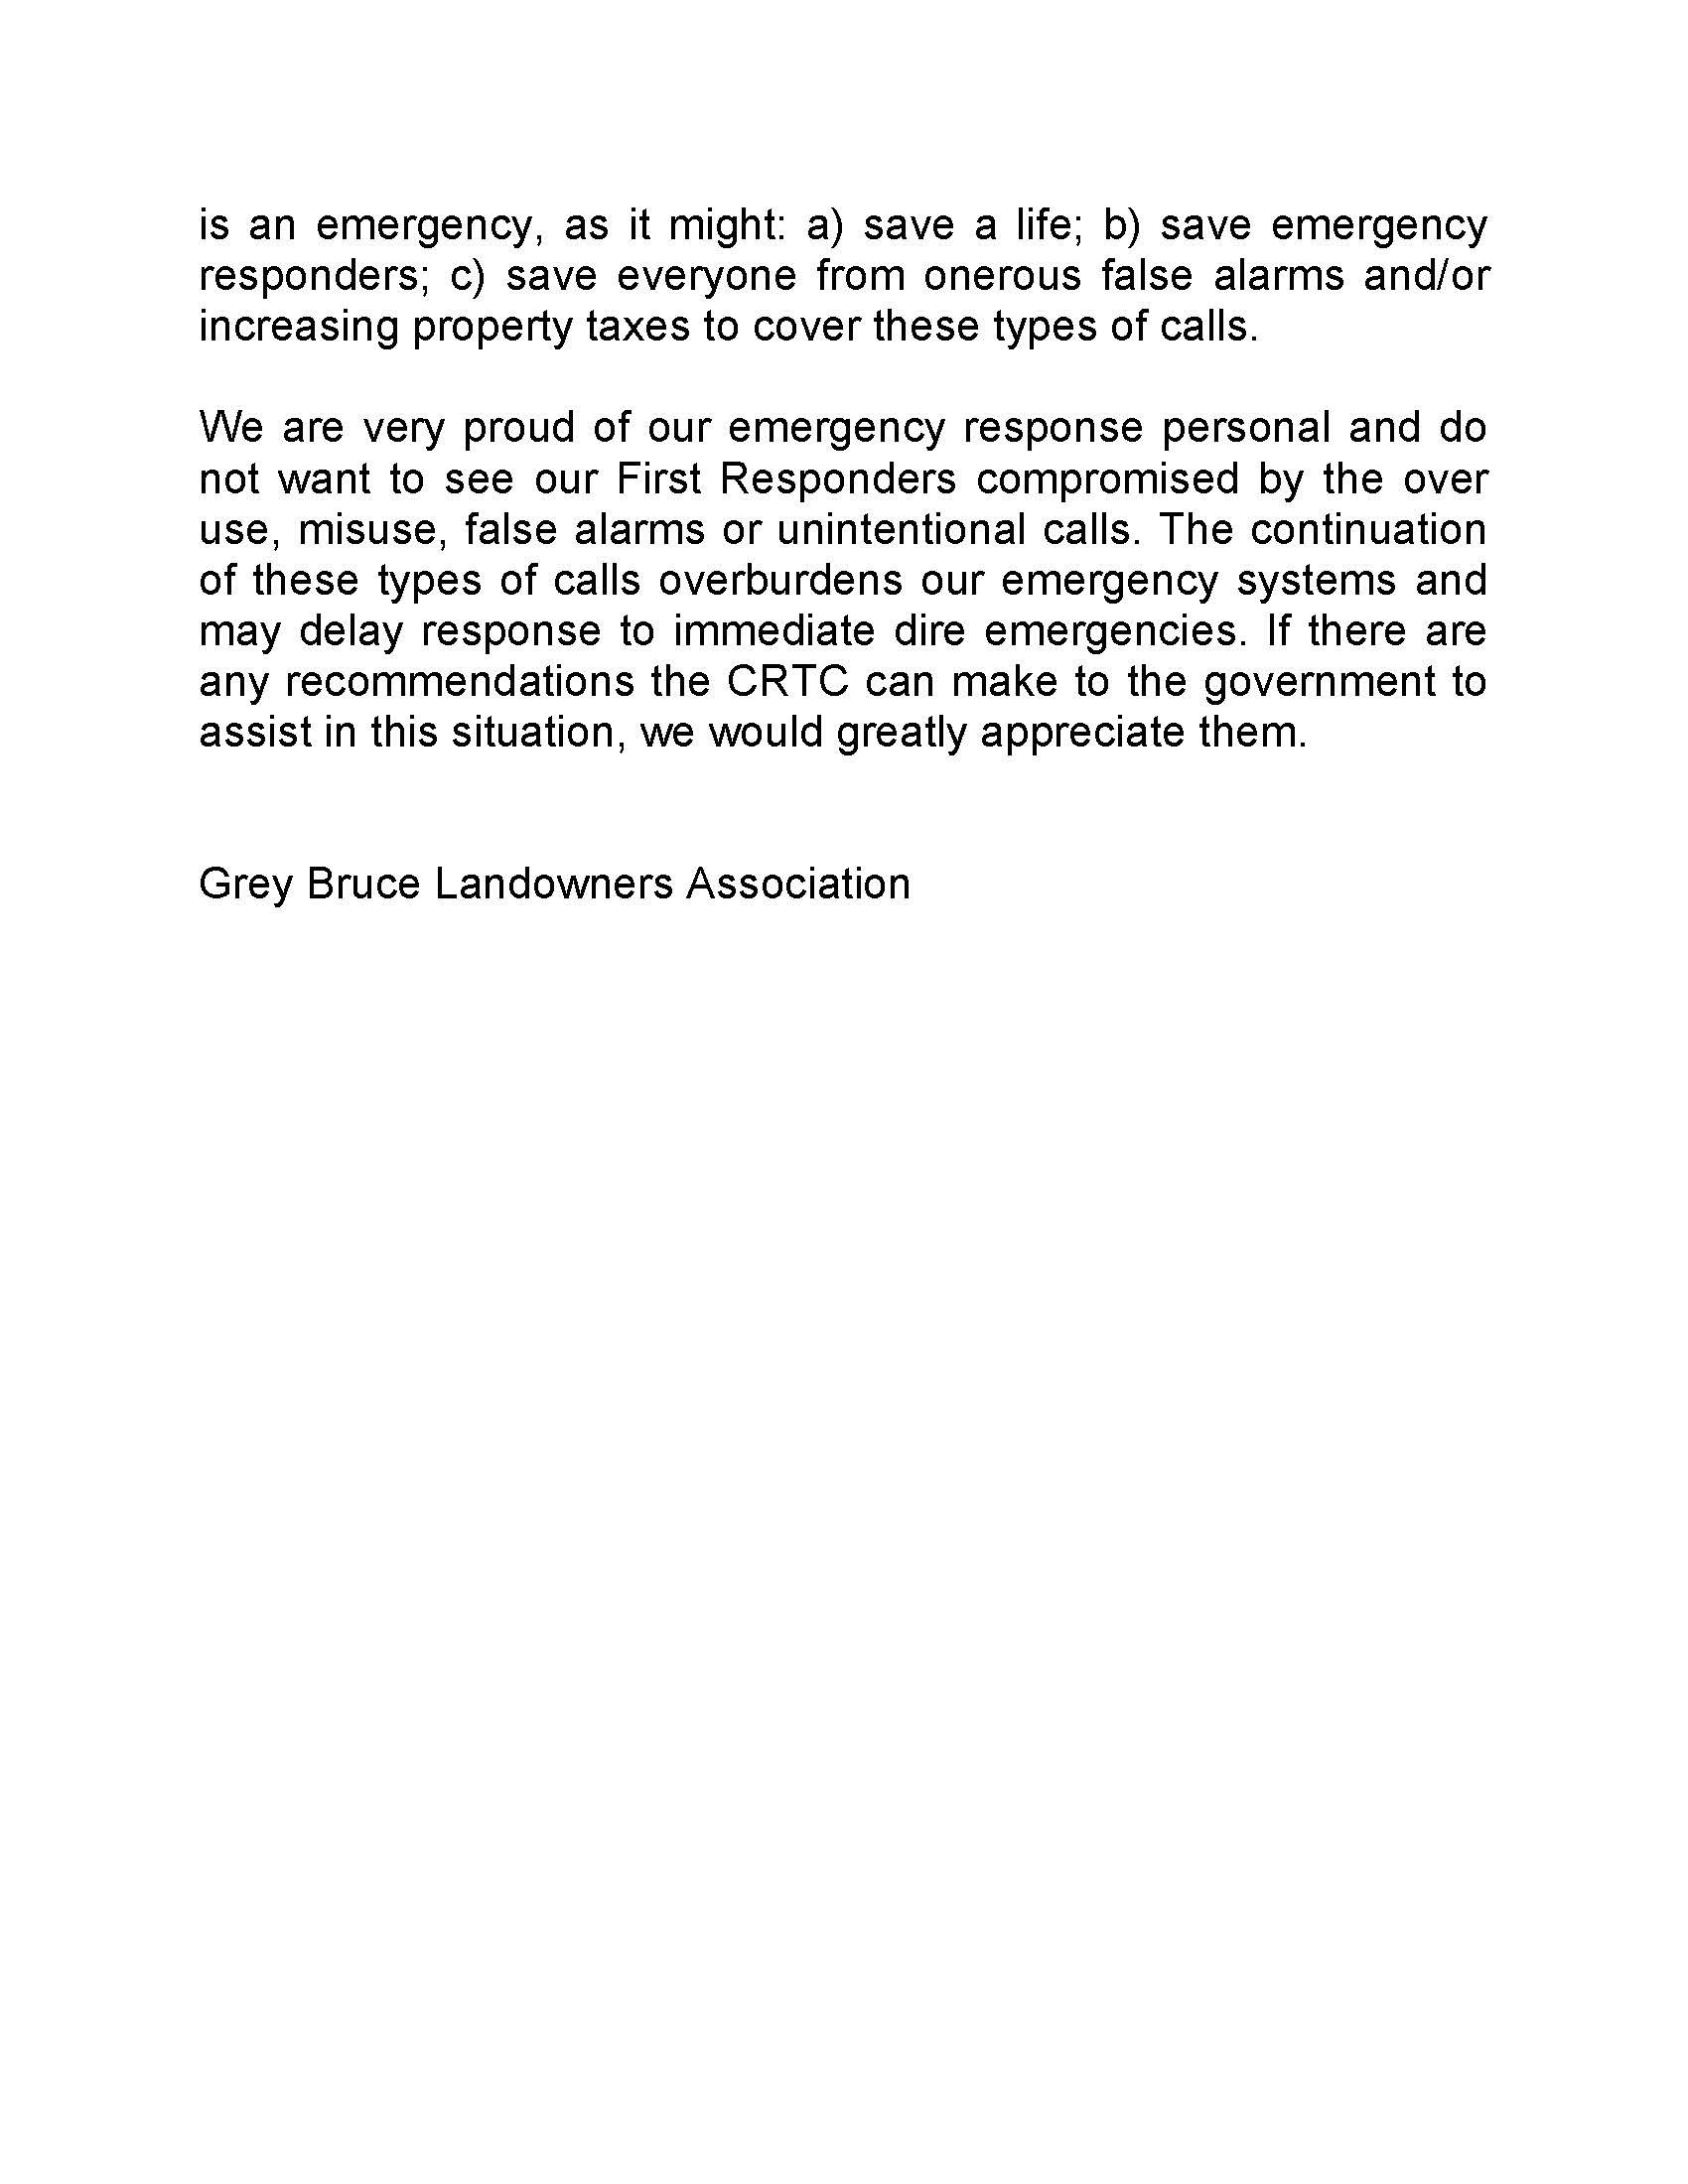 is an emergency, as it might: a) save a life; b) save emergency
responders; c) save everyone from onerous false alarms and/or
increasing property taxes to cover these types of calls.
We are very proud of our emergency response personal and do
not want to see our First Responders compromised by the over
use, misuse, false alarms or unintentional calls. The continuation
of these types of calls overburdens our emergency systems and
may delay response to immediate dire emergencies. If there are
any recommendations the CRTC can make to the government to
assist in this situation, we would greatly appreciate them.
Grey Bruce Landowners Association